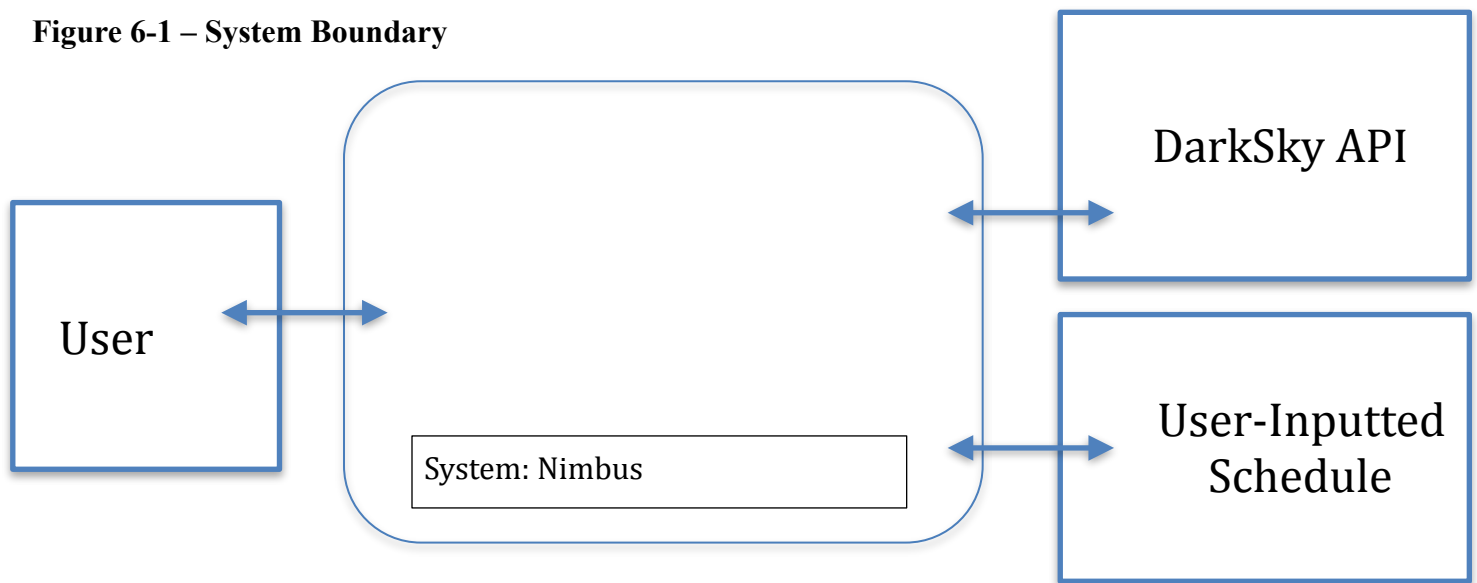 Figure 6-1 – System Boundary
DarkSky API
User
User-Inputted
Schedule
System: Nimbus